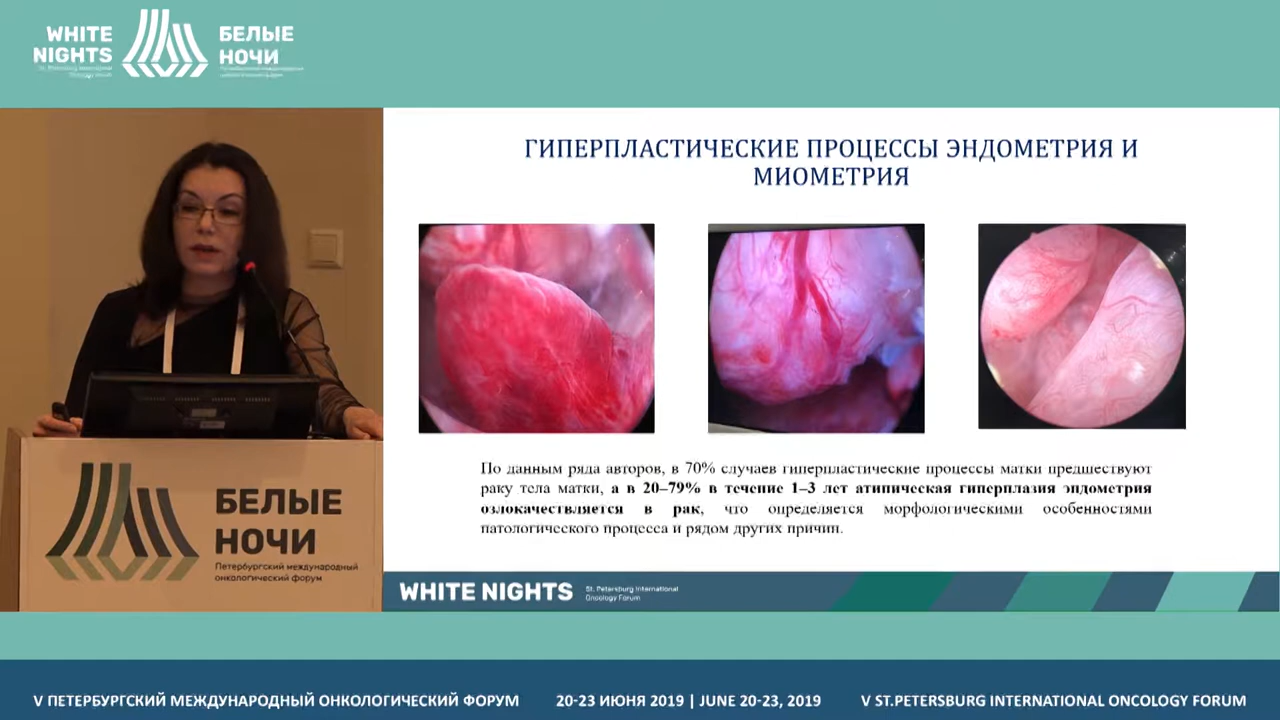 WHITE
NIGHTS
БЕЛЫЕ
НОЧИ
ГИПЕРПЛАСТИЧЕСКИЕ ПРОЦЕССЫ ЭНДОМЕТРИЯ И
МИОМЕТРИЯ
По данным ряда авторов, в 70% случаев гиперпластические процессы матки предшествуют
раку тела матки, а в 20–79% в течение 1–3 лет атипическая гиперплазия эндометрия
озлокачествляется в рак, что определяется морфологическими особенностями
патологического процесса и рядом других причин.
БЕЛЫЕ
НОЧИ
Петербургский международный
онкологический форум
WHITE NIGHTS
St. Petersburg International
Oncology Forum
V ПЕТЕРБУРГСКИЙ МЕЖДУНАРОДНЫЙ ОНКОЛОГИЧЕСКИЙ ФОРУМ
20-23 ИЮНЯ 2019 | JUNE 20-23, 2019
V ST.PETERSBURG INTERNATIONAL ONCOLOGY FORUM